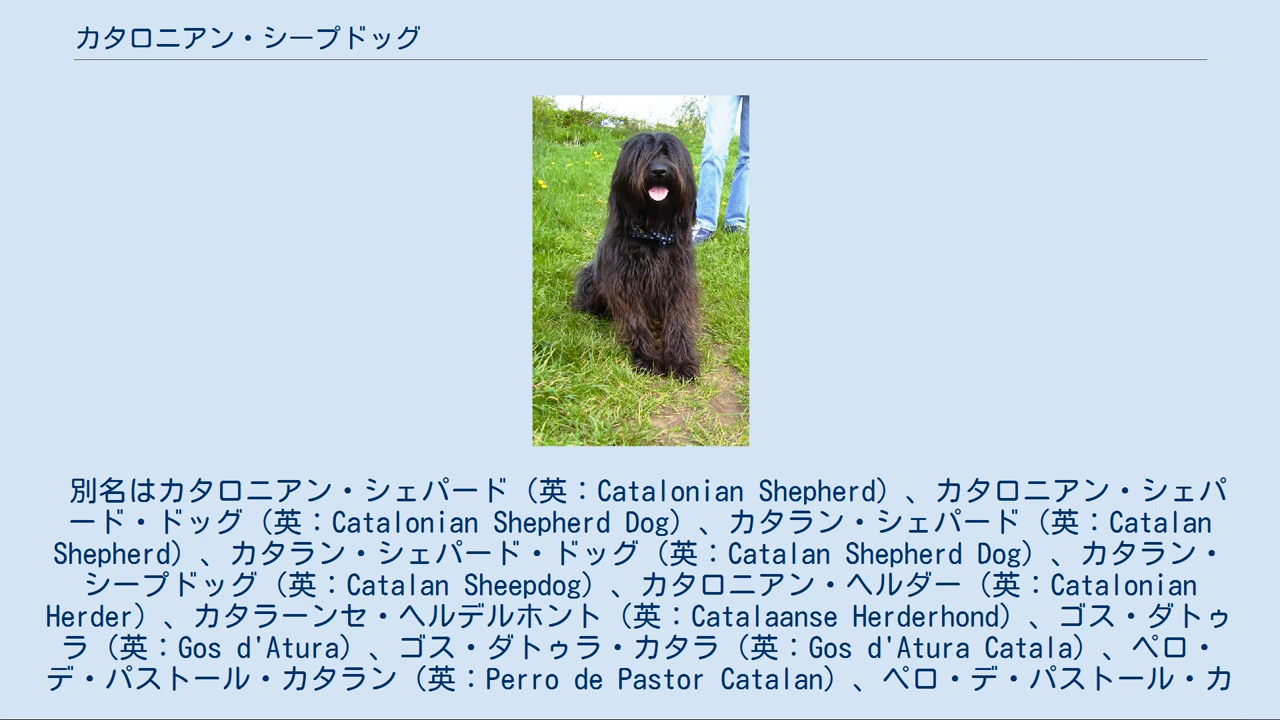 カタロニアン・シープドッグ
別名はカタロニアン・シェパード（英：Catalonian Shepherd）、カタロニアン・シェパ
ード・ドッグ（英：Catalonian Shepherd Dog）、カタラン・シェパード（英：Catalan
Shepherd）、カタラン・シェパード・ドッグ（英：Catalan Shepherd Dog）、カタラン・
シープドッグ（英：Catalan Sheepdog）、カタロニアン・ヘルダー（英：Catalonian
Herder）、カタラーンセ・ヘルデルホント（英：Catalaanse Herderhond）、ゴス・ダトゥ
ラ（英：Gos d'Atura）、ゴス・ダトゥラ・カタラ（英：Gos d'Atura Catala）、ペロ・
デ・パストール・カタラン（英：Perro de Pastor Catalan）、ペロ・デ・パストール・カ